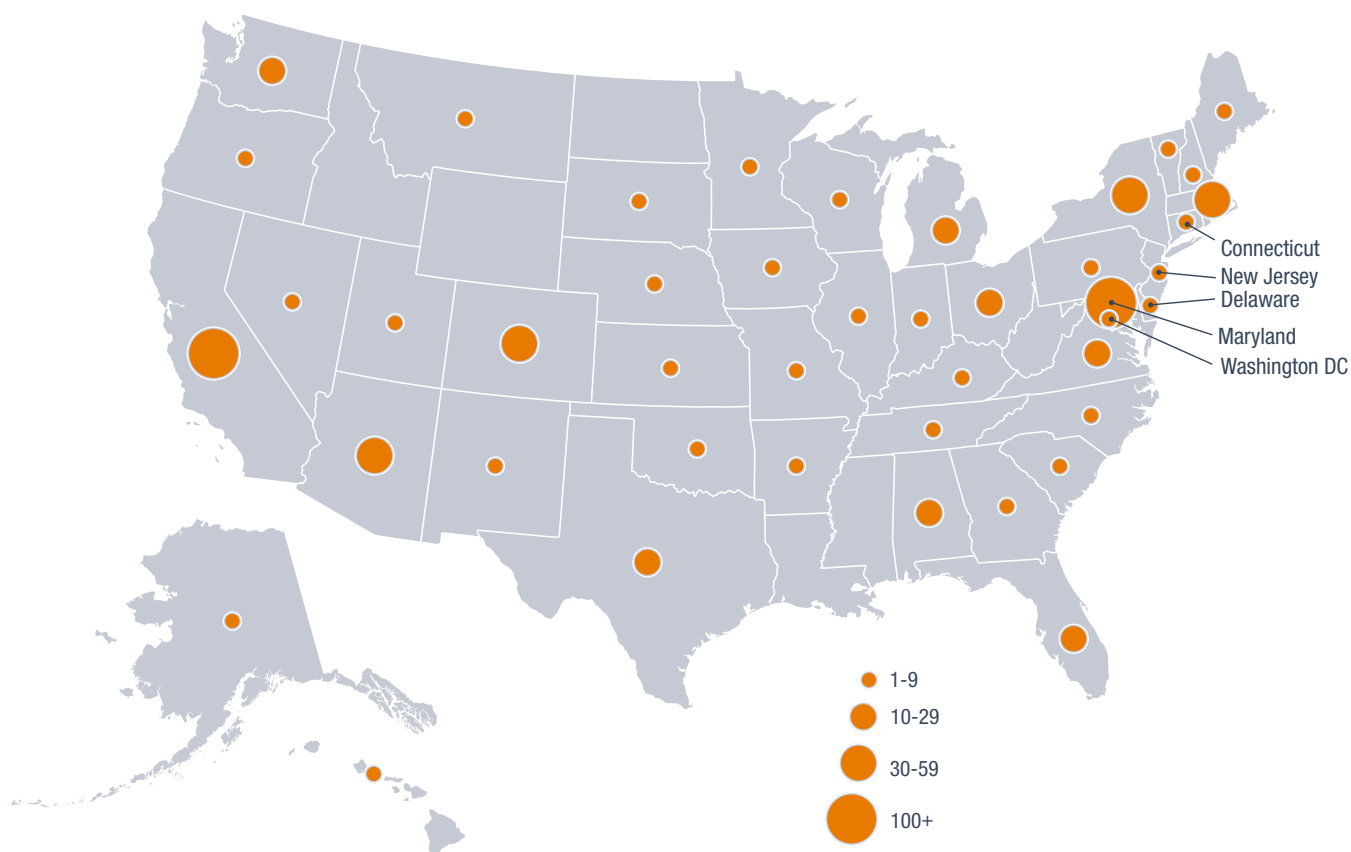 Connecticut
New Jersey
Delaware
Maryland
Washington DC
1-9
10-29
30-59
100+